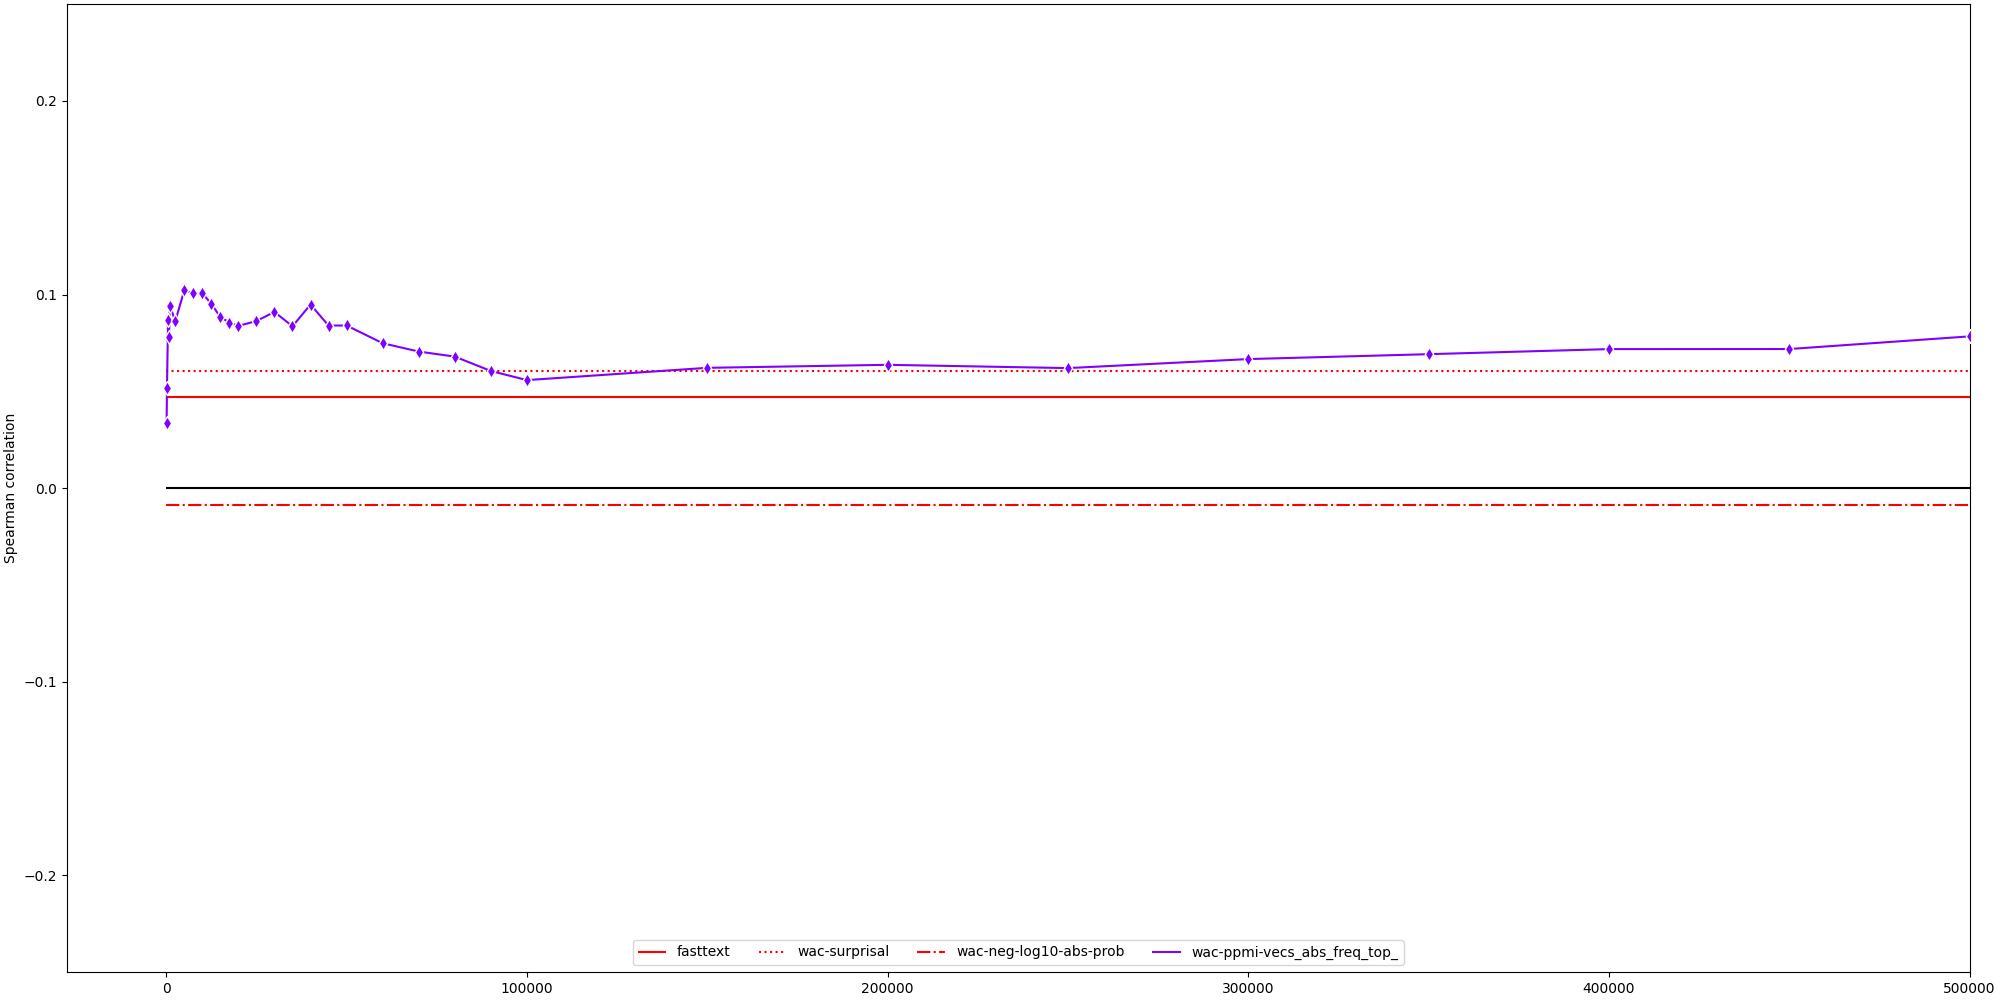 Spearman correlation
0.2
0.1
0.0
−0.1
−0.2
0 100000 200000 300000 400000 500000
fasttext wac-surprisal wac-neg-log10-abs-prob wac-ppmi-vecs_abs_freq_top_